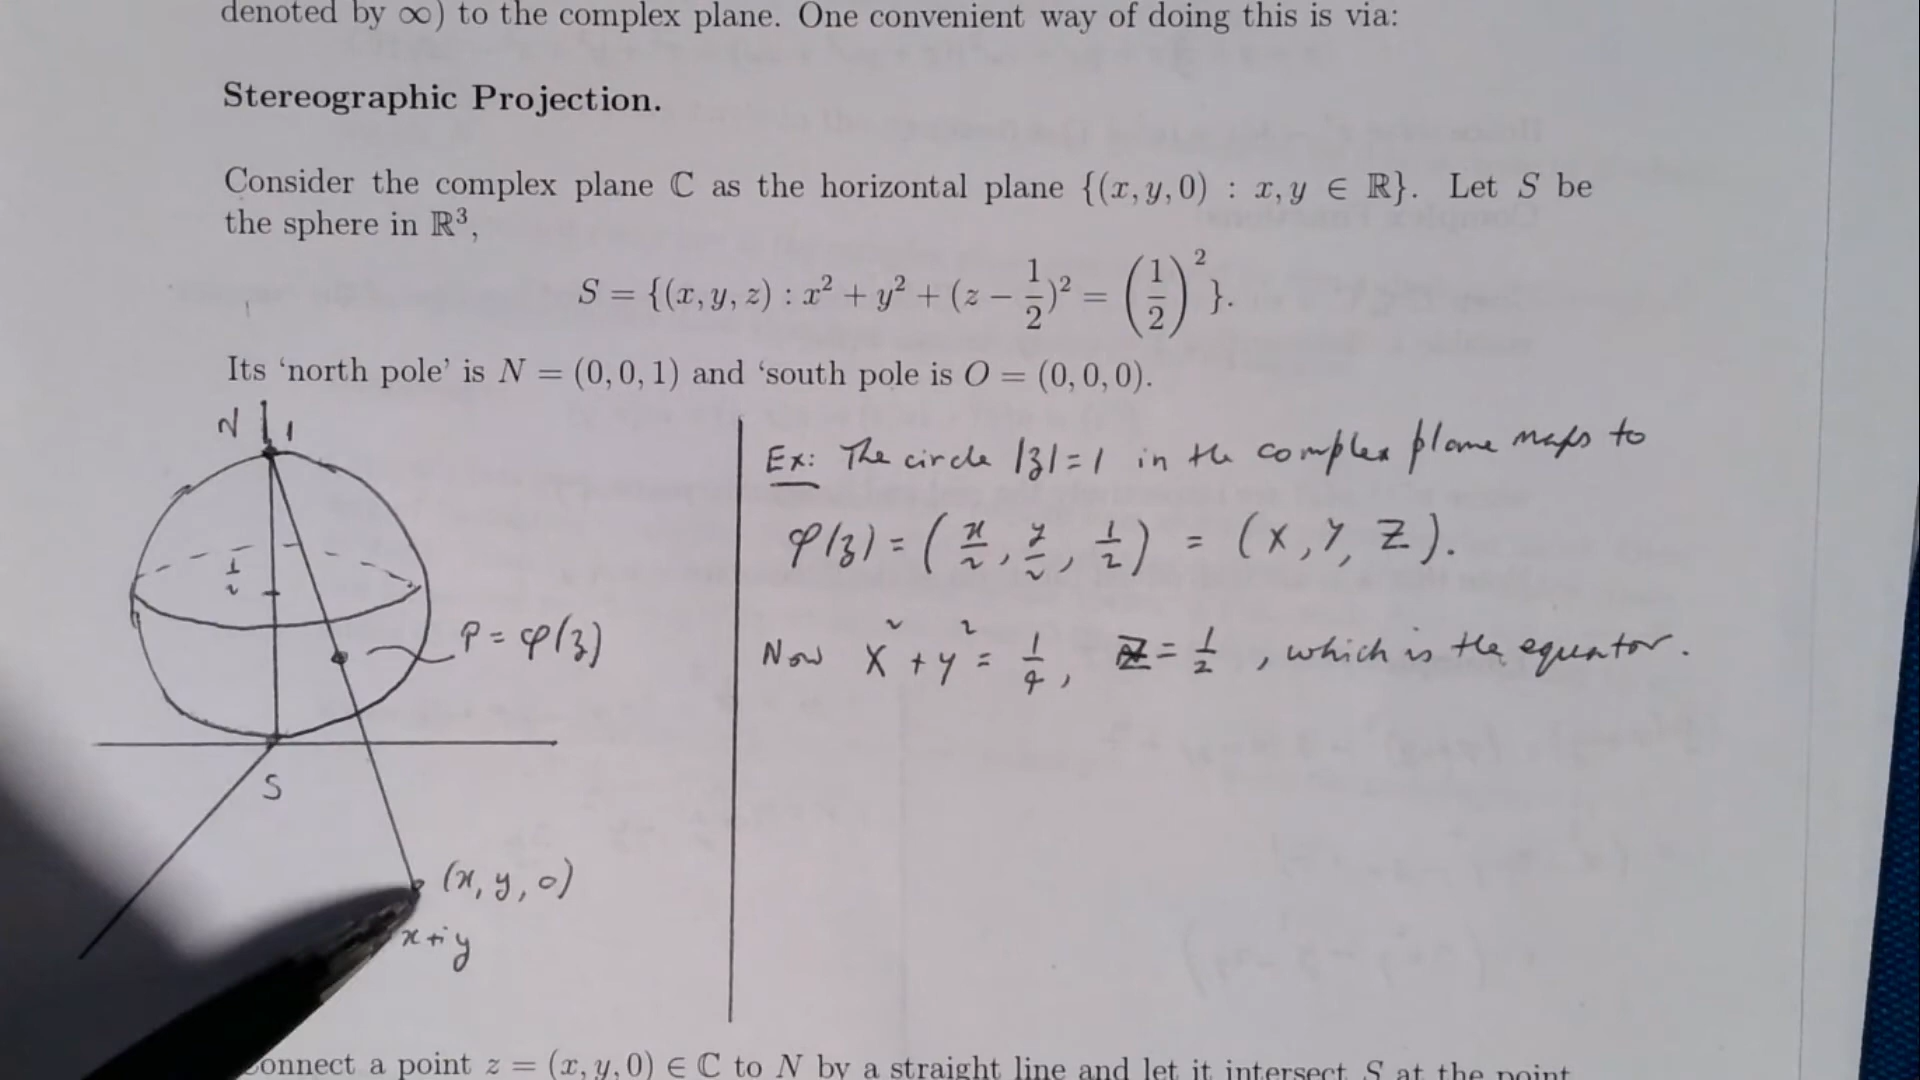 denoted by ∞) to the complex plane. One convenient way of doing this is via:
Stereographic Projection.
Consider the complex plane ℂ as the horizontal plane {(x, y, 0) : x, y ∈ ℝ}. Let S be
the sphere in ℝ³,
S = {(x, y, z) : x² + y² + (z − 1/2)² = (1/2)²}.
Its ‘north pole’ is N = (0, 0, 1) and ‘south pole is O = (0, 0, 0).
N 1
1/2
P = φ(z)
S
(x, y, 0)
x+iy
Ex: The circle |z|=1 in the complex plane maps to
φ(z) = (x/2, y/2, 1/2) = (X, Y, Z).
Now X² + Y² = 1/4, Z = 1/2, which is the equator.
onnect a point z = (x, y, 0) ∈ ℂ to N by a straight line and let it intersect S at the point